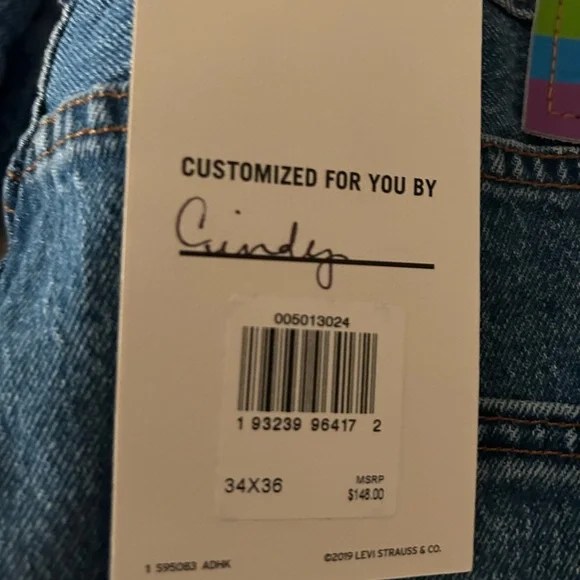 CUSTOMIZED FOR YOU BY
Cindy
005013024
1 93239 96417 2
34X36
MSRP
$148.00
1 595083 ADHK
©2019 LEVI STRAUSS & CO.